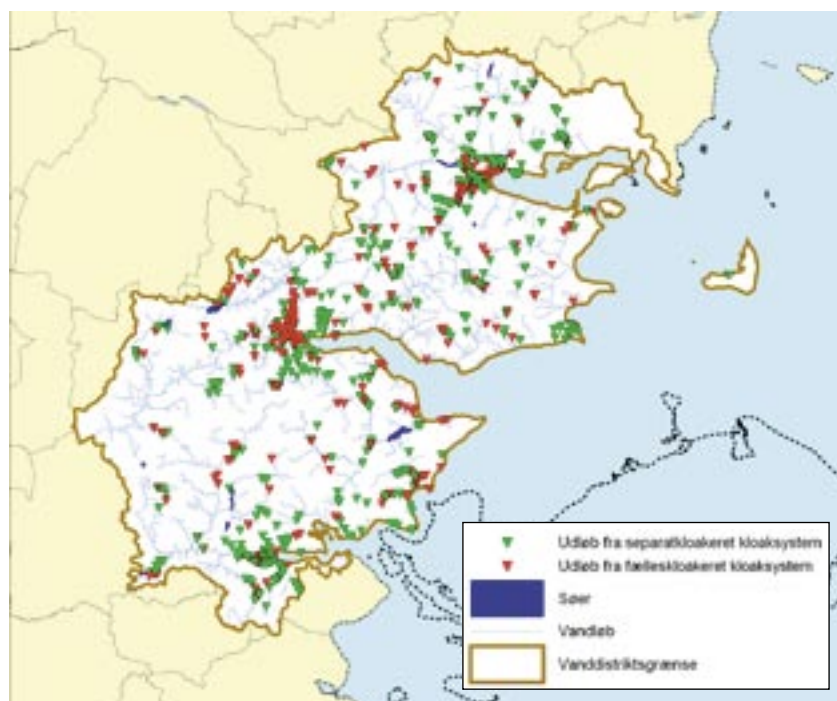 Udløb fra separatkloakeret kloaksystem
Udløb fra fælleskloakeret kloaksystem
Søer
Vandløb
Vanddistriktsgrænse